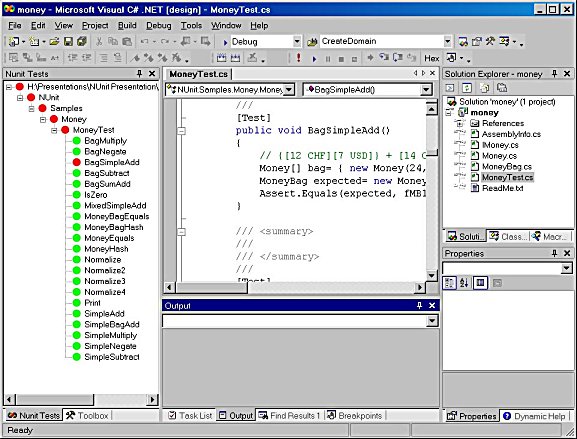 money - Microsoft Visual C# .NET [design] - MoneyTest.cs
File Edit View Project Build Debug Tools Window Help
Debug CreateDomain
Hex
Nunit Tests
H:\Presentations\NUnit Presentation\
NUnit
Samples
Money
MoneyTest
BagMultiply
BagNegate
BagSimpleAdd
BagSubtract
BagSumAdd
IsZero
MixedSimpleAdd
MoneyBagEquals
MoneyBagHash
MoneyEquals
MoneyHash
Normalize
Normalize2
Normalize3
Normalize4
Print
SimpleAdd
SimpleBagAdd
SimpleMultiply
SimpleNegate
SimpleSubtract
Nunit Tests Toolbox
MoneyTest.cs
NUnit.Samples.Money.Money BagSimpleAdd()
///
[Test]
public void BagSimpleAdd()
{
// {[12 CHF][7 USD]} + [14 C
Money[] bag= { new Money(24,
MoneyBag expected= new Money
Assert.Equals(expected, fMB1
}
/// <summary>
///
/// </summary>
///
[Test]
Output
Task List Output Find Results 1 Breakpoints
Solution Explorer - money
Solution 'money' (1 project)
money
References
AssemblyInfo.cs
IMoney.cs
Money.cs
MoneyBag.cs
MoneyTest.cs
ReadMe.txt
Soluti... Class... Macr...
Properties
Properties Dynamic Help
Ready